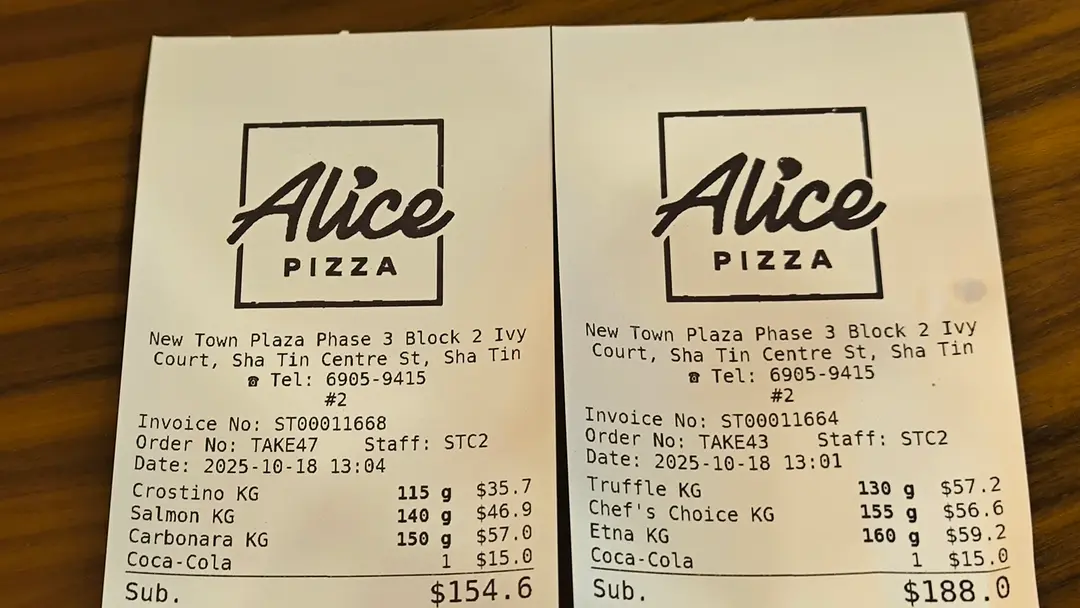 Alice
PIZZA
New Town Plaza Phase 3 Block 2 Ivy
Court, Sha Tin Centre St, Sha Tin
☎ Tel: 6905-9415
#2
Invoice No: ST00011668
Order No: TAKE47 Staff: STC2
Date: 2025-10-18 13:04
Crostino KG 115 g $35.7
Salmon KG 140 g $46.9
Carbonara KG 150 g $57.0
Coca-Cola 1 $15.0
Sub. $154.6
Alice
PIZZA
New Town Plaza Phase 3 Block 2 Ivy
Court, Sha Tin Centre St, Sha Tin
☎ Tel: 6905-9415
#2
Invoice No: ST00011664
Order No: TAKE43 Staff: STC2
Date: 2025-10-18 13:01
Truffle KG 130 g $57.2
Chef's Choice KG 155 g $56.6
Etna KG 160 g $59.2
Coca-Cola 1 $15.0
Sub. $188.0